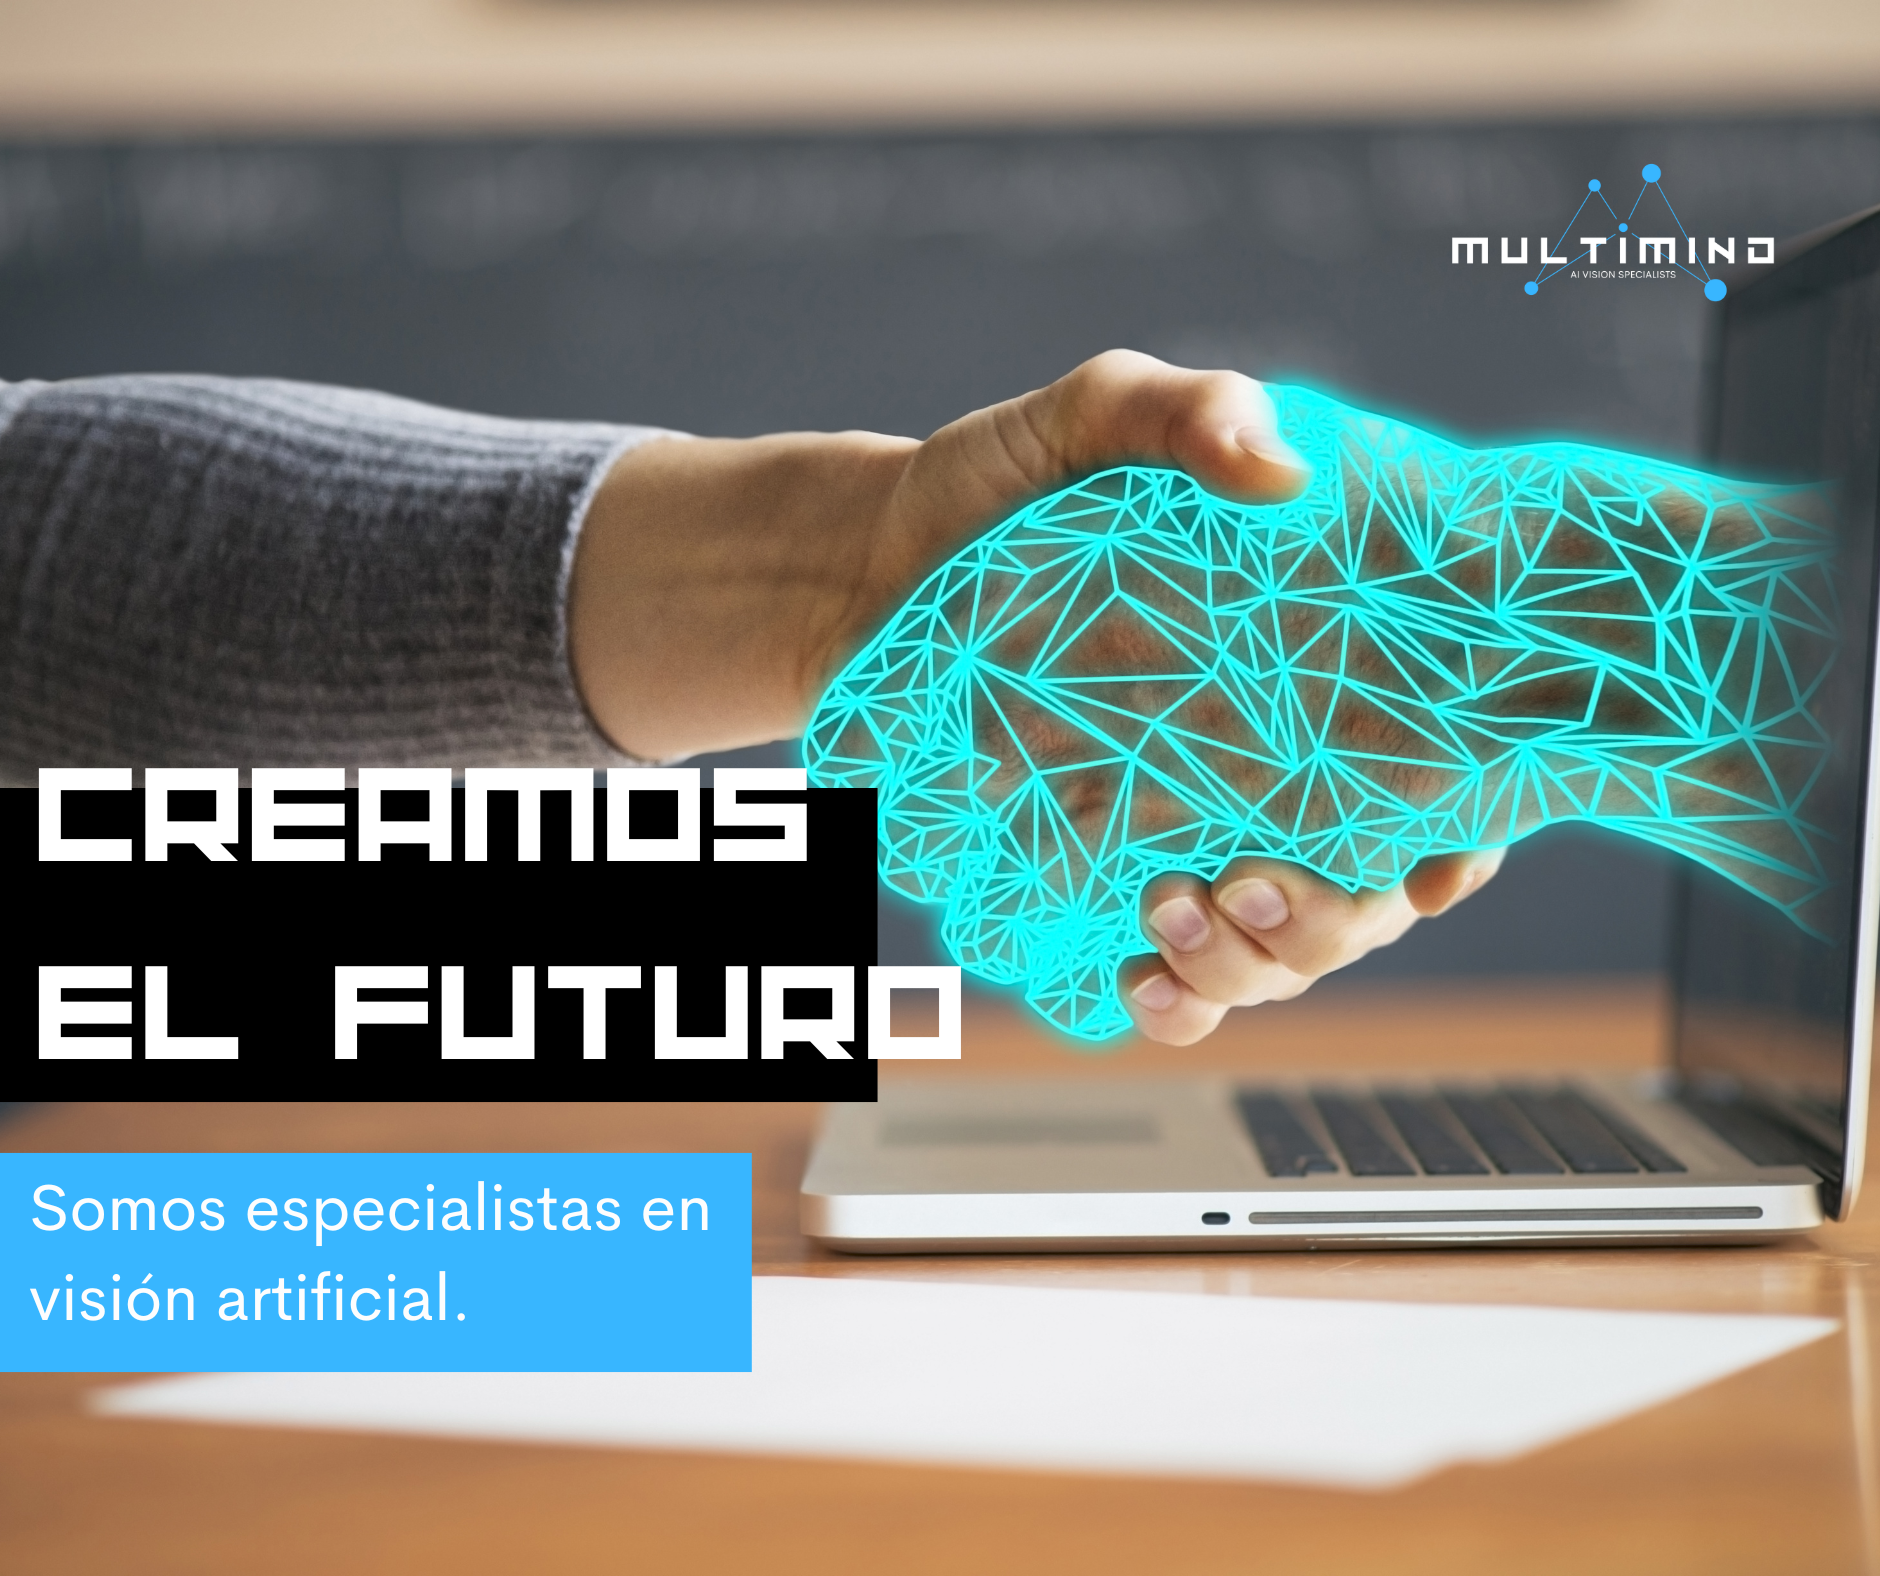 MULTIMIND
AI VISION SPECIALISTS
CREAMOS
EL FUTURO
Somos especialistas en
visión artificial.